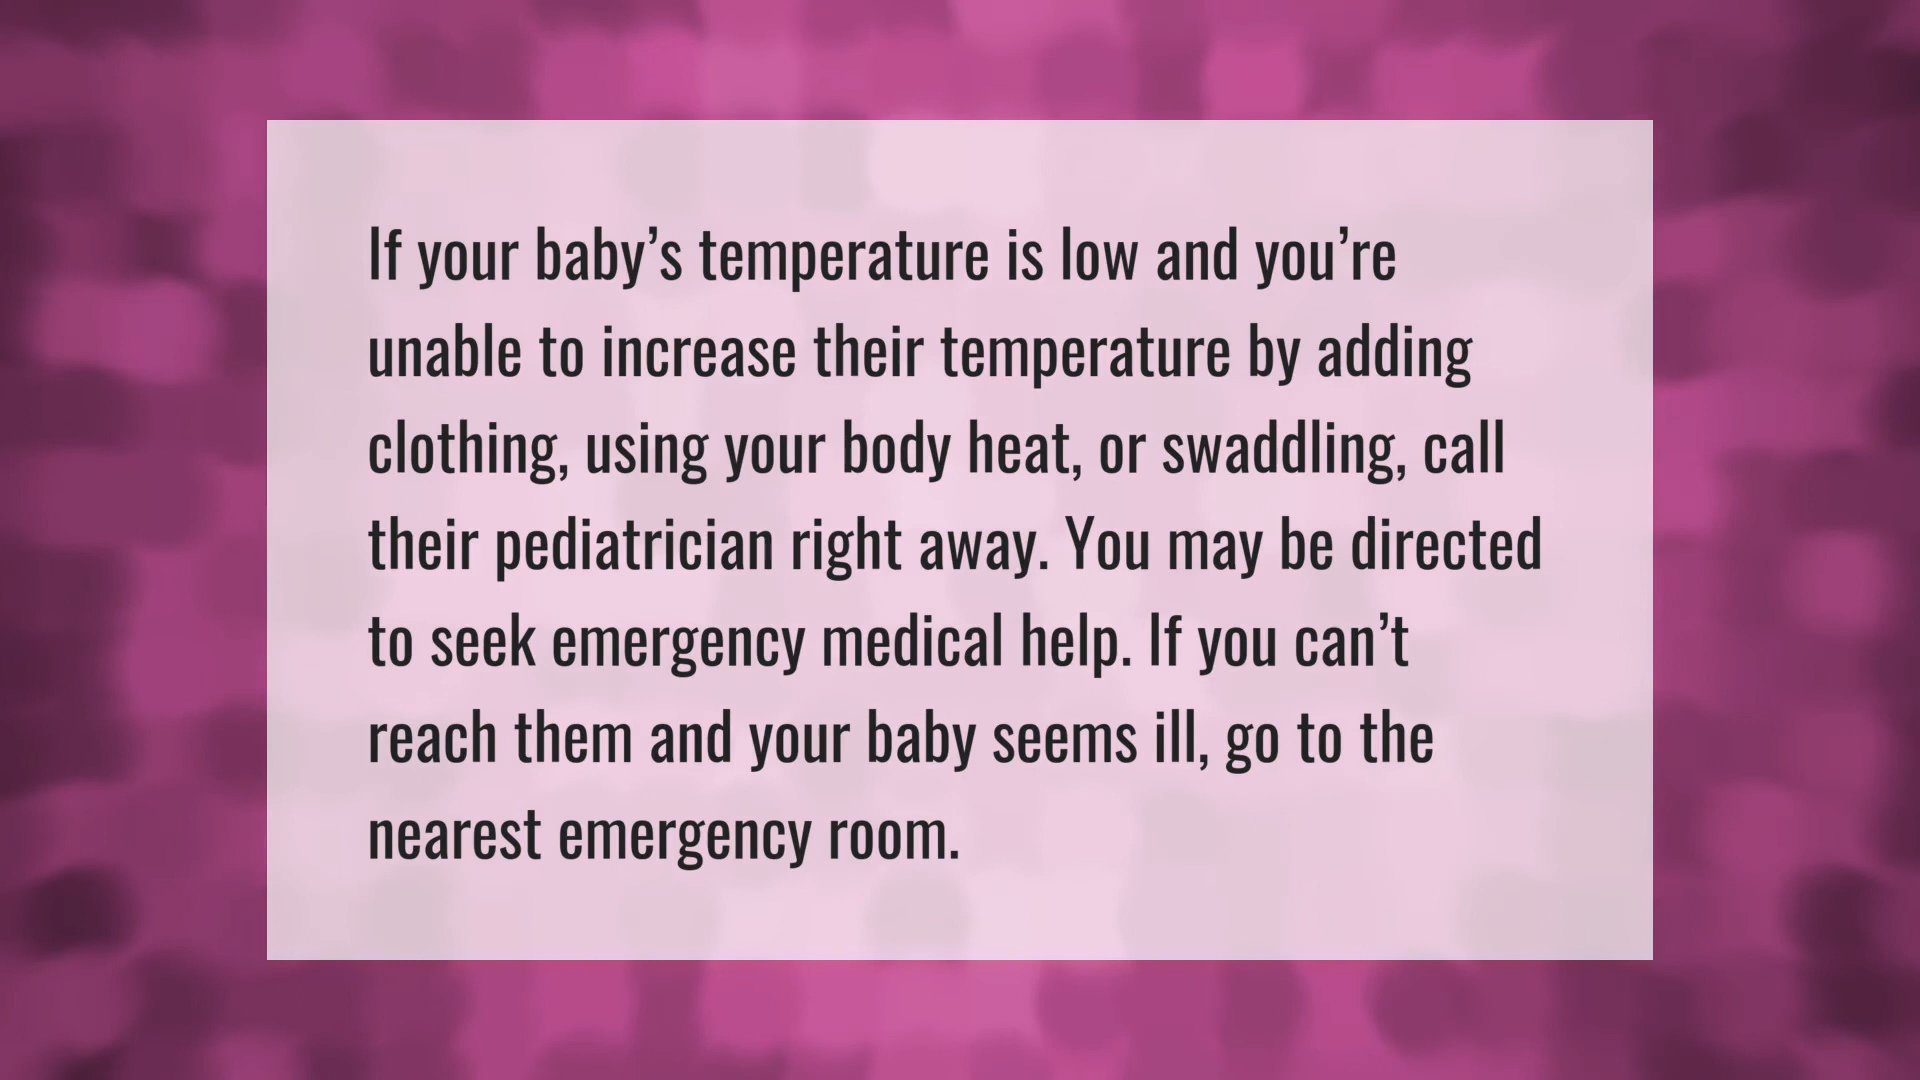 If your baby’s temperature is low and you’re
unable to increase their temperature by adding
clothing, using your body heat, or swaddling, call
their pediatrician right away. You may be directed
to seek emergency medical help. If you can’t
reach them and your baby seems ill, go to the
nearest emergency room.